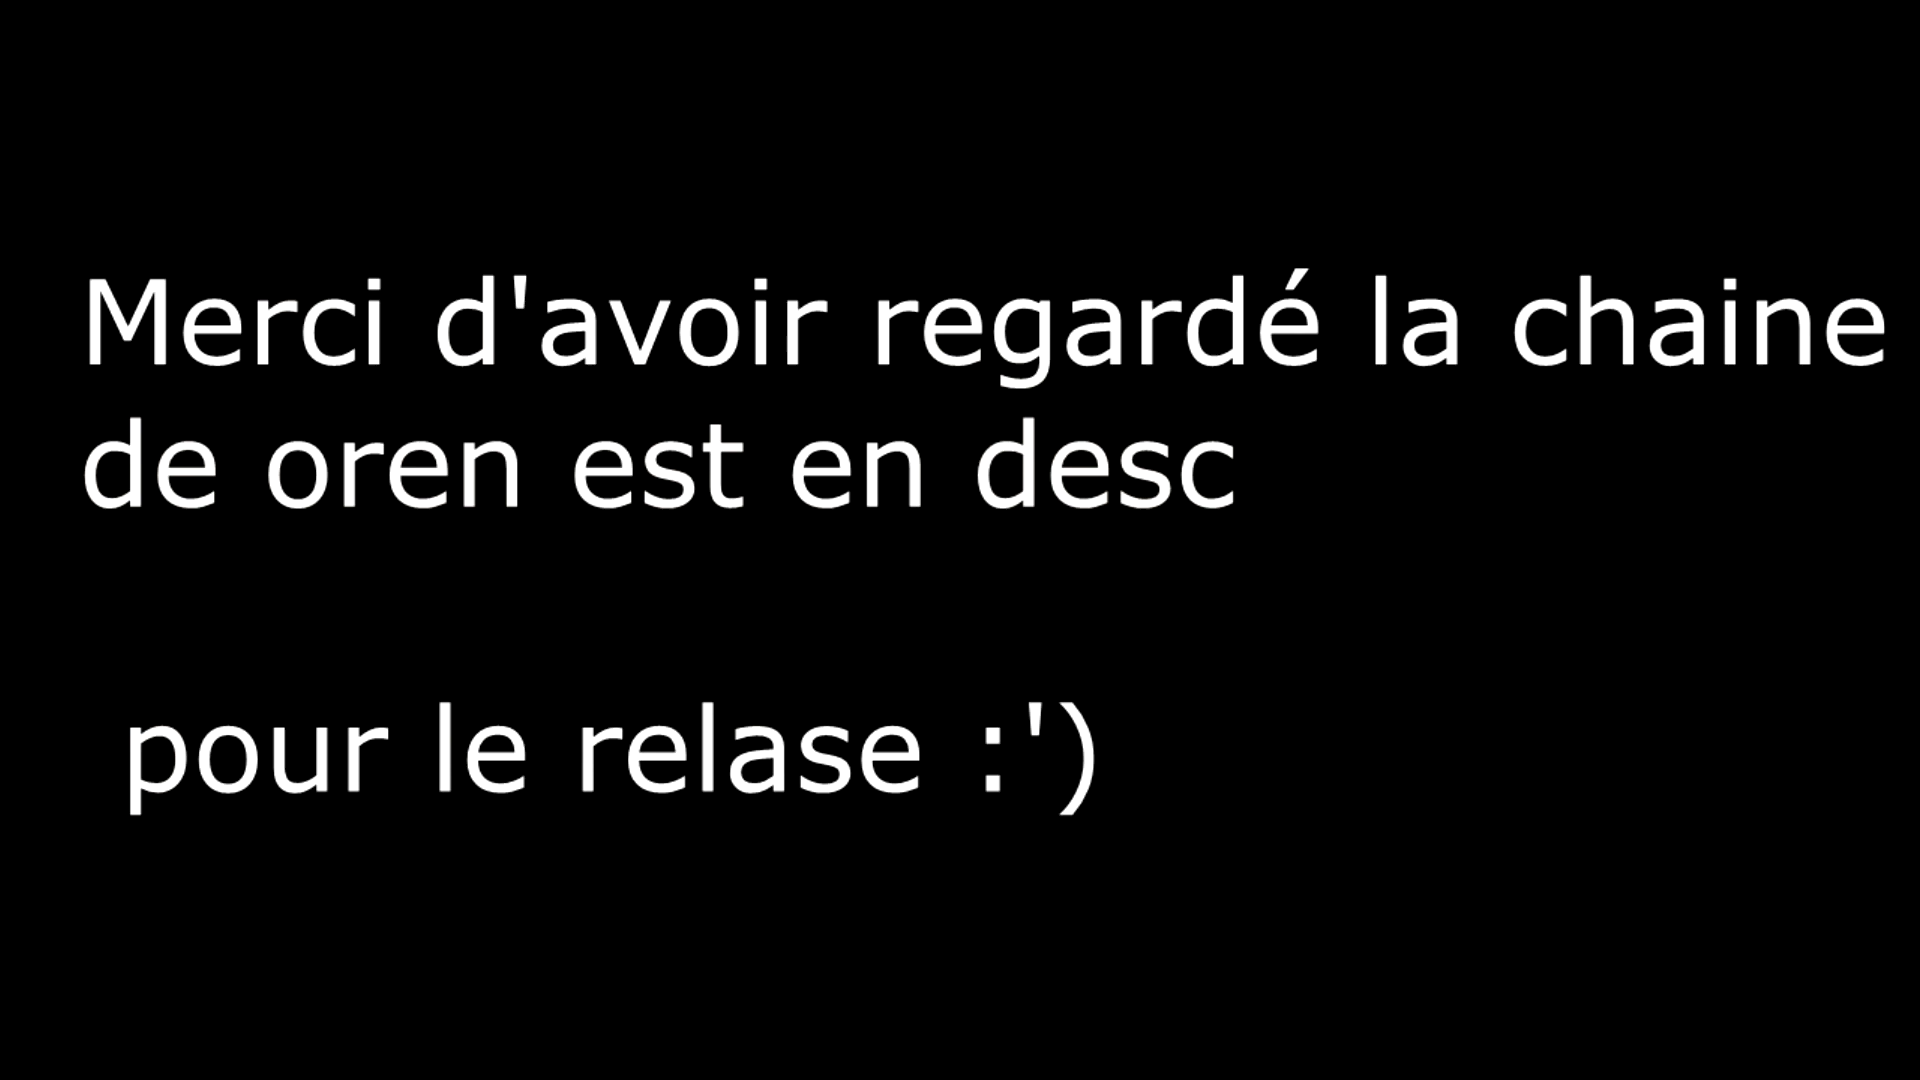 Merci d'avoir regardé la chaine
de oren est en desc
pour le relase :')